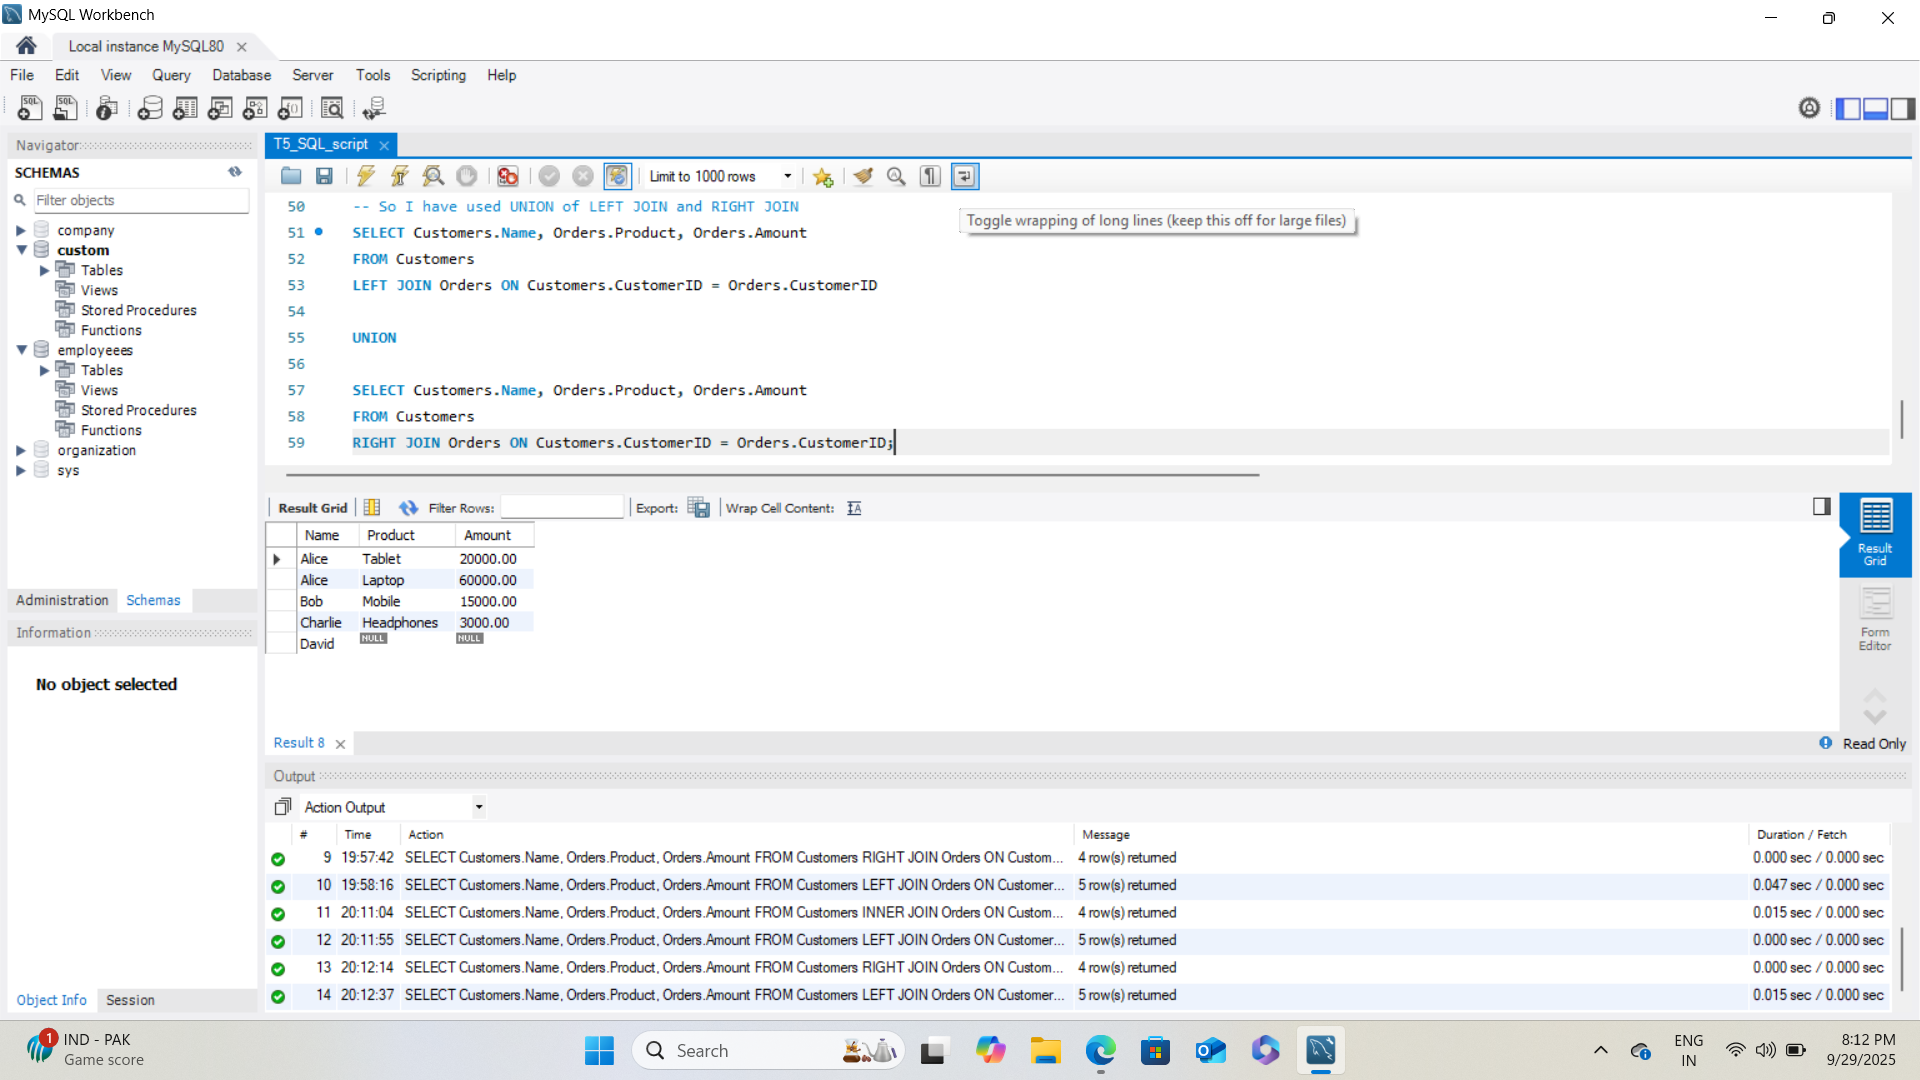 MySQL Workbench
Local instance MySQL80
File Edit View Query Database Server Tools Scripting Help
Navigator
SCHEMAS
Filter objects
company
custom
Tables
Views
Stored Procedures
Functions
employeees
Tables
Views
Stored Procedures
Functions
organization
sys
Administration Schemas
Information
No object selected
Object Info Session
T5_SQL_script
Limit to 1000 rows
Toggle wrapping of long lines (keep this off for large files)
50 -- So I have used UNION of LEFT JOIN and RIGHT JOIN
51 SELECT Customers.Name, Orders.Product, Orders.Amount
52 FROM Customers
53 LEFT JOIN Orders ON Customers.CustomerID = Orders.CustomerID
54
55 UNION
56
57 SELECT Customers.Name, Orders.Product, Orders.Amount
58 FROM Customers
59 RIGHT JOIN Orders ON Customers.CustomerID = Orders.CustomerID;
Result Grid Filter Rows: Export: Wrap Cell Content:
Name Product Amount
Alice Tablet 20000.00
Alice Laptop 60000.00
Bob Mobile 15000.00
Charlie Headphones 3000.00
David NULL NULL
Result Grid
Form Editor
Result 8
Read Only
Output
Action Output
# Time Action Message Duration / Fetch
9 19:57:42 SELECT Customers.Name, Orders.Product, Orders.Amount FROM Customers RIGHT JOIN Orders ON Custom... 4 row(s) returned 0.000 sec / 0.000 sec
10 19:58:16 SELECT Customers.Name, Orders.Product, Orders.Amount FROM Customers LEFT JOIN Orders ON Customer... 5 row(s) returned 0.047 sec / 0.000 sec
11 20:11:04 SELECT Customers.Name, Orders.Product, Orders.Amount FROM Customers INNER JOIN Orders ON Custom... 4 row(s) returned 0.015 sec / 0.000 sec
12 20:11:55 SELECT Customers.Name, Orders.Product, Orders.Amount FROM Customers LEFT JOIN Orders ON Customer... 5 row(s) returned 0.000 sec / 0.000 sec
13 20:12:14 SELECT Customers.Name, Orders.Product, Orders.Amount FROM Customers RIGHT JOIN Orders ON Custom... 4 row(s) returned 0.000 sec / 0.000 sec
14 20:12:37 SELECT Customers.Name, Orders.Product, Orders.Amount FROM Customers LEFT JOIN Orders ON Customer... 5 row(s) returned 0.015 sec / 0.000 sec
1
IND - PAK
Game score
Search
ENG
IN
8:12 PM
9/29/2025